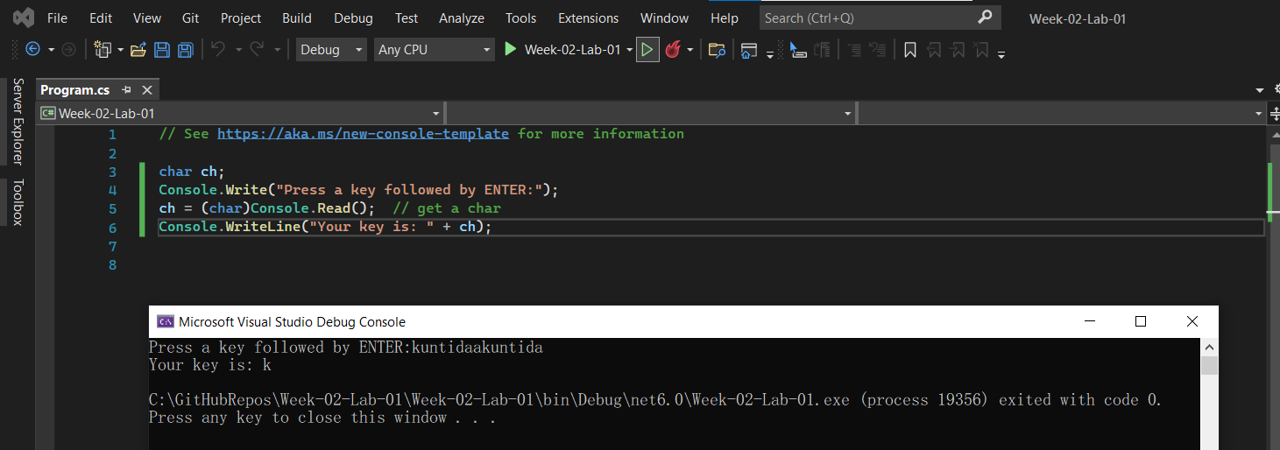 File Edit View Git Project Build Debug Test Analyze Tools Extensions Window Help Search (Ctrl+Q) Week-02-Lab-01
Debug Any CPU Week-02-Lab-01
Server Explorer
Toolbox
Program.cs
C# Week-02-Lab-01
1 // See https://aka.ms/new-console-template for more information
2
3 char ch;
4 Console.Write("Press a key followed by ENTER:");
5 ch = (char)Console.Read();  // get a char
6 Console.WriteLine("Your key is: " + ch);
7
8
C:\ Microsoft Visual Studio Debug Console
Press a key followed by ENTER:kuntidaakuntida
Your key is: k
C:\GitHubRepos\Week-02-Lab-01\Week-02-Lab-01\bin\Debug\net6.0\Week-02-Lab-01.exe (process 19356) exited with code 0.
Press any key to close this window . . .